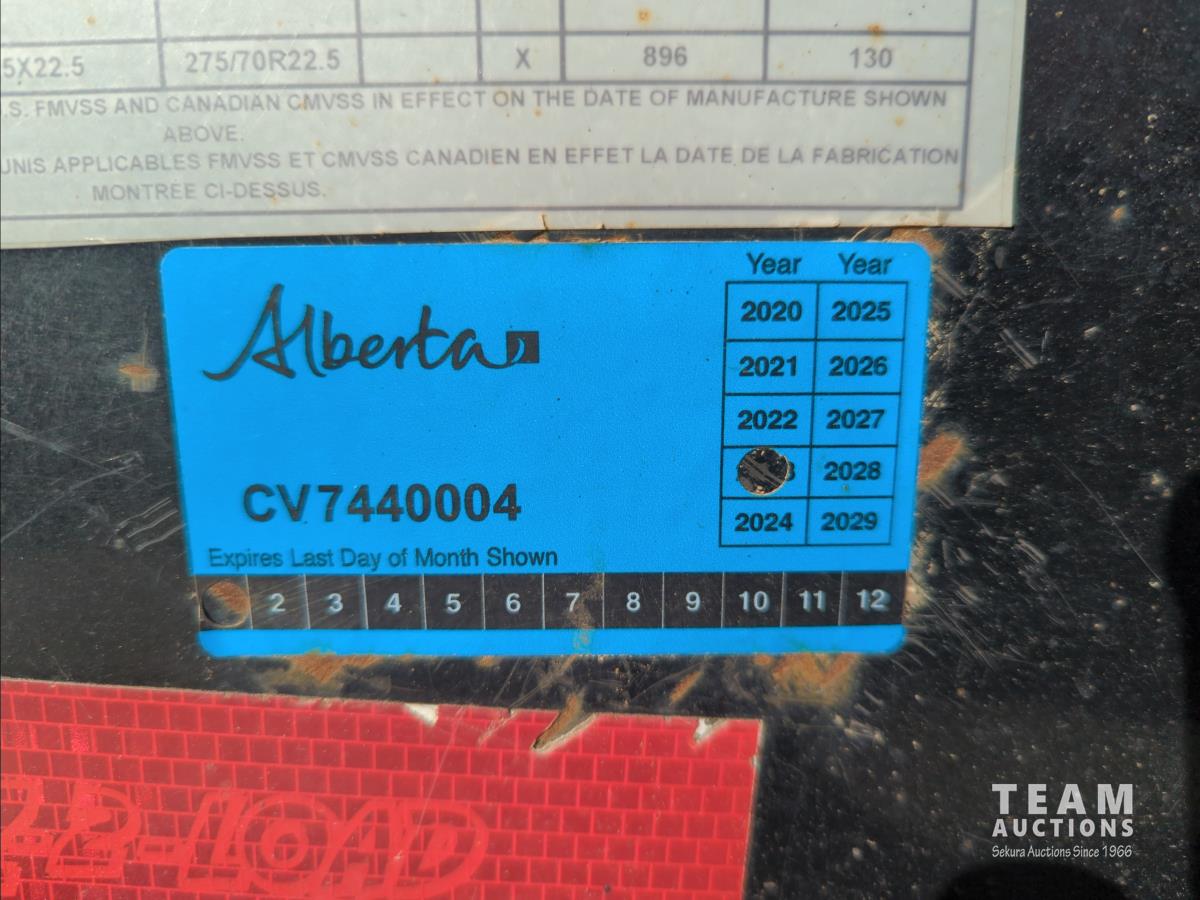 5X22.5 275/70R22.5 X 896 130
.S. FMVSS AND CANADIAN CMVSS IN EFFECT ON THE DATE OF MANUFACTURE SHOWN
ABOVE.
UNIS APPLICABLES FMVSS ET CMVSS CANADIEN EN EFFET LA DATE DE LA FABRICATION
MONTREE CI-DESSUS.
Alberta
Year Year
2020 2025
2021 2026
2022 2027
2028
2024 2029
CV7440004
Expires Last Day of Month Shown
2 3 4 5 6 7 8 9 10 11 12
TEAM
AUCTIONS
Sekura Auctions Since 1966